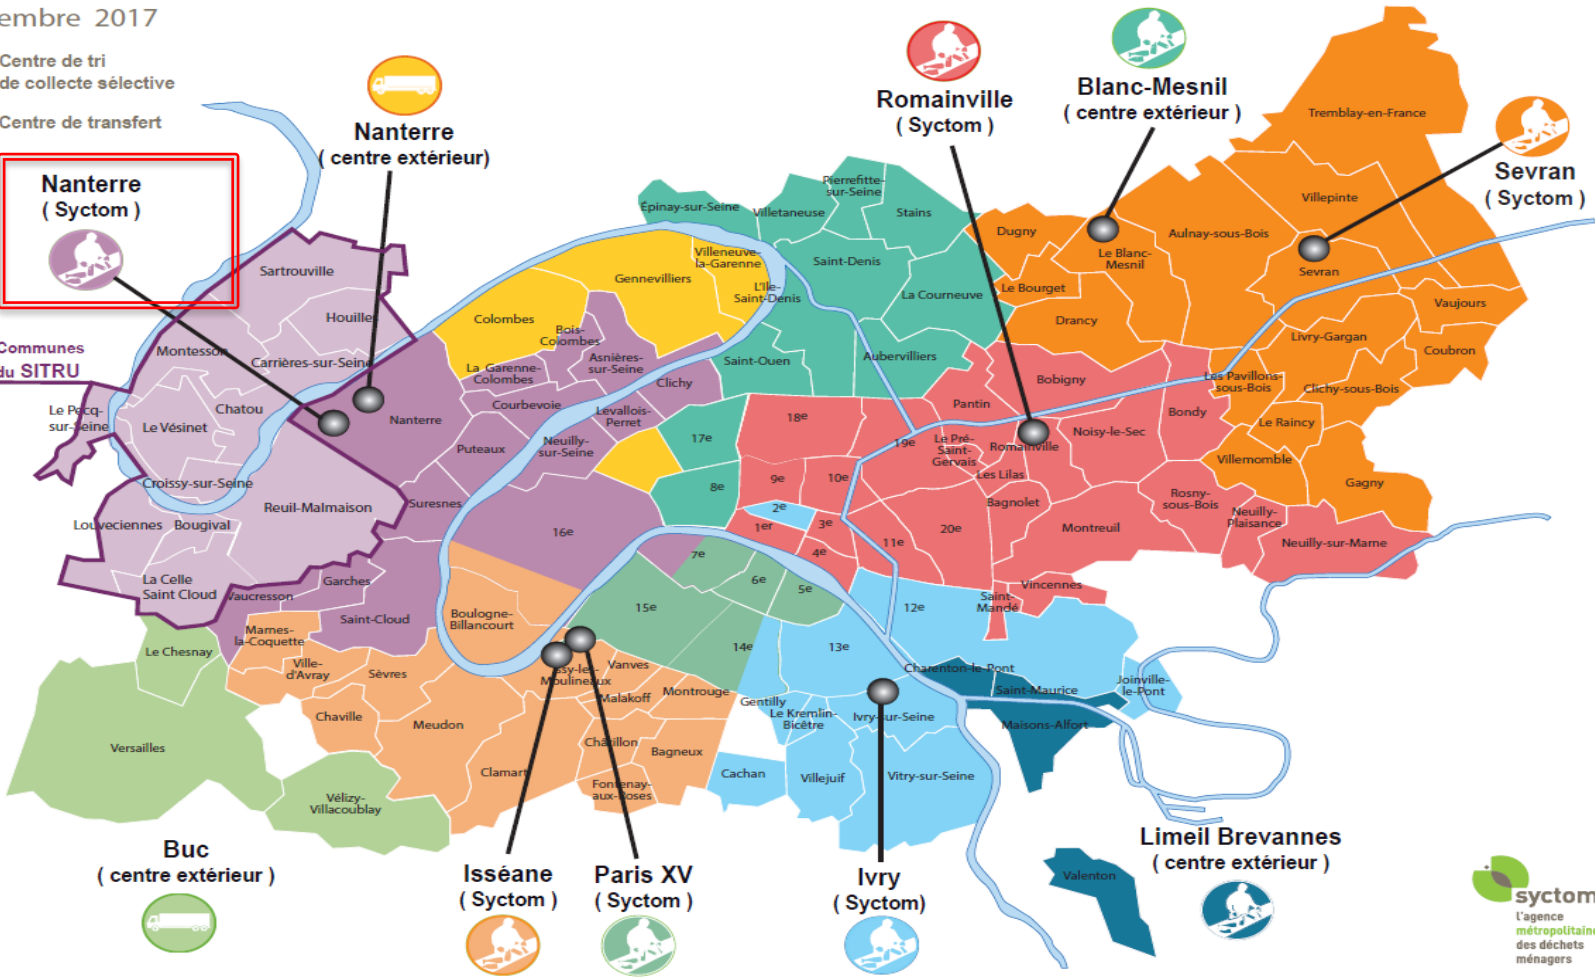 embre 2017
Centre de tri
de collecte sélective
Centre de transfert
Nanterre
( Syctom )
Nanterre
( centre extérieur)
Romainville
( Syctom )
Blanc-Mesnil
( centre extérieur )
Sevran
( Syctom )
Communes
du SITRU
Tremblay-en-France
Villepinte
Aulnay-sous-Bois
Sevran
Dugny
Le Blanc-
Mesnil
Le Bourget
Drancy
Vaujours
Livry-Gargan
Coubron
Clichy-sous-Bois
Les Pavillons-
sous-Bois
Le Raincy
Villemomble
Gagny
Épinay-sur-Seine
Villetaneuse
Pierrefitte-
sur-Seine
Stains
Saint-Denis
La Courneuve
Aubervilliers
Saint-Ouen
Villeneuve-
la-Garenne
L'Ile-
Saint-Denis
Gennevilliers
Colombes
Bois-
Colombes
La Garenne-
Colombes
Asnières-
sur-Seine
Clichy
Courbevoie
Levallois-
Perret
Neuilly-
sur-Seine
Puteaux
Nanterre
Suresnes
Sartrouville
Houille
Montesson
Carrières-sur-Seine
Chatou
Le Pecq-
sur-Seine
Le Vésinet
Croissy-sur-Seine
Reuil-Malmaison
Louveciennes
Bougival
La Celle
Saint Cloud
Vaucresson
Garches
Saint-Cloud
Marnes-
la-Coquette
Ville-
d'Avray
Sèvres
Chaville
Meudon
Le Chesnay
Versailles
Vélizy-
Villacoublay
Boulogne-
Billancourt
Issy-les-
Moulineaux
Vanves
Malakoff
Montrouge
Châtillon
Bagneux
Clamart
Fontenay-
aux-Roses
16e
17e
8e
18e
9e
10e
19e
2e
1er
3e
4e
11e
20e
7e
6e
5e
15e
14e
13e
12e
Bobigny
Pantin
Le Pré-
Saint-
Gervais
Romainville
Les Lilas
Noisy-le-Sec
Bondy
Bagnolet
Montreuil
Rosny-
sous-Bois
Neuilly-
Plaisance
Neuilly-sur-Marne
Vincennes
Saint-
Mandé
Charenton-le-Pont
Saint-Maurice
Joinville-
le-Pont
Maisons-Alfort
Gentilly
Le Kremlin-
Bicêtre
Ivry-sur-Seine
Cachan
Villejuif
Vitry-sur-Seine
Valenton
Buc
( centre extérieur )
Isséane
( Syctom )
Paris XV
( Syctom )
Ivry
( Syctom)
Limeil Brevannes
( centre extérieur )
syctom
l'agence
métropolitaine
des déchets
ménagers